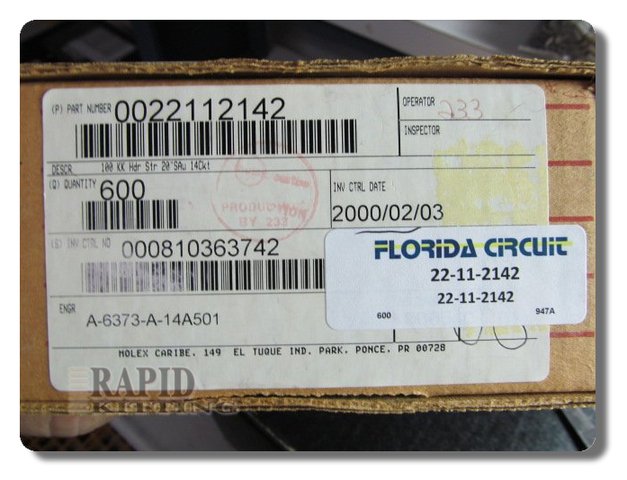 (P) PART NUMBER 0022112142
OPERATOR 233
INSPECTOR
DESCR. 100 KK Hdr Str 20"SAu 14Ckt
(Q) QUANTITY 600
INV CTRL DATE
2000/02/03
PRODUCTION
BY 233
(S) INV CTRL NO 000810363742
FLORIDA CIRCUIT
22-11-2142
22-11-2142
600 947A
ENGR A-6373-A-14A501
MOLEX CARIBE. 149 EL TUQUE IND. PARK. PONCE. PR 00728
RAPID
KITTING